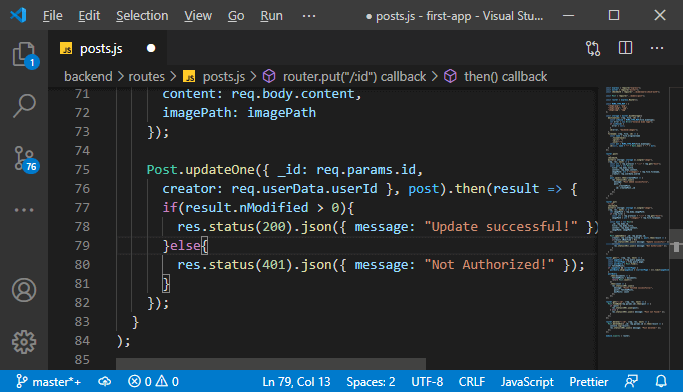 File Edit Selection View Go Run ··· ● posts.js - first-app - Visual Stu...
JS posts.js ●
backend > routes > JS posts.js > router.put("/:id") callback > then() callback
71 content: req.body.content,
72 imagePath: imagePath
73 });
74
75 Post.updateOne({ _id: req.params.id,
76 creator: req.userData.userId }, post).then(result => {
77 if(result.nModified > 0){
78 res.status(200).json({ message: "Update successful!" })
79 }else{
80 res.status(401).json({ message: "Not Authorized!" });
81 }
82 });
83 }
84 );
85
1
76
master*+ 0 0 Ln 79, Col 13 Spaces: 2 UTF-8 CRLF JavaScript Prettier